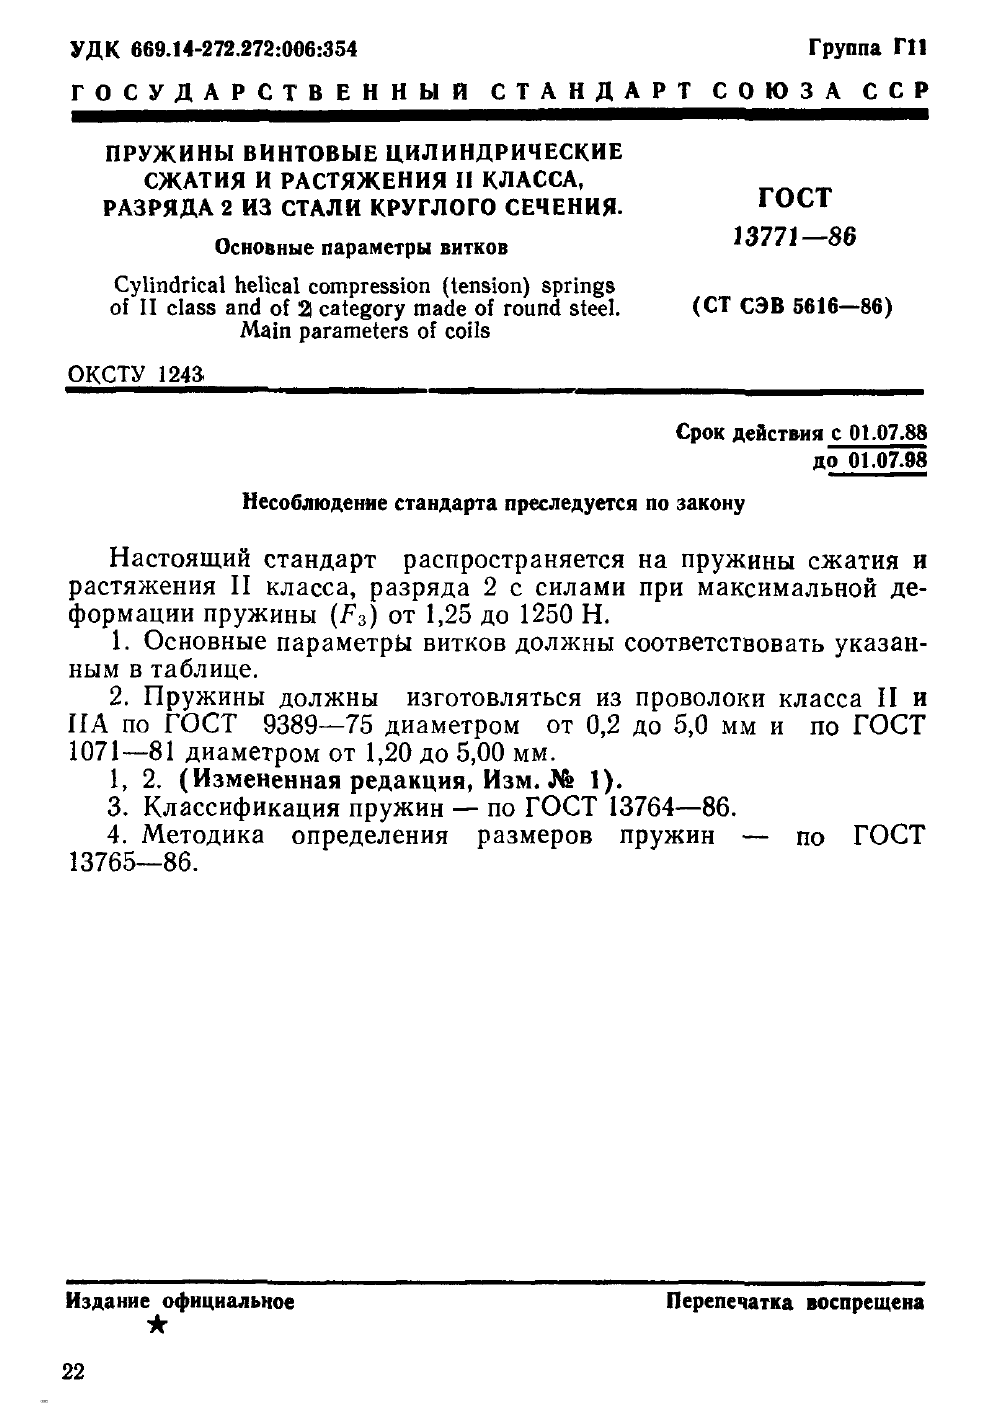 УДК 669.14-272.272:006:354
Группа Г11
ГОСУДАРСТВЕННЫЙ СТАНДАРТ СОЮЗА ССР
ПРУЖИНЫ ВИНТОВЫЕ ЦИЛИНДРИЧЕСКИЕ
СЖАТИЯ И РАСТЯЖЕНИЯ II КЛАССА,
РАЗРЯДА 2 ИЗ СТАЛИ КРУГЛОГО СЕЧЕНИЯ.
Основные параметры витков
Cylindrical helical compression (tension) springs
of II class and of 2 category made of round steel.
Main parameters of coils
ГОСТ
13771—86
(СТ СЭВ 5616—86)
ОКСТУ 1243
Срок действия с 01.07.88
до 01.07.98
Несоблюдение стандарта преследуется по закону
Настоящий стандарт распространяется на пружины сжатия и
растяжения II класса, разряда 2 с силами при максимальной де-
формации пружины (F₃) от 1,25 до 1250 Н.
1. Основные параметры витков должны соответствовать указан-
ным в таблице.
2. Пружины должны изготовляться из проволоки класса II и
IIА по ГОСТ 9389—75 диаметром от 0,2 до 5,0 мм и по ГОСТ
1071—81 диаметром от 1,20 до 5,00 мм.
1, 2. (Измененная редакция, Изм. № 1).
3. Классификация пружин — по ГОСТ 13764—86.
4. Методика определения размеров пружин — по ГОСТ
13765—86.
Издание официальное
Перепечатка воспрещена
★
22